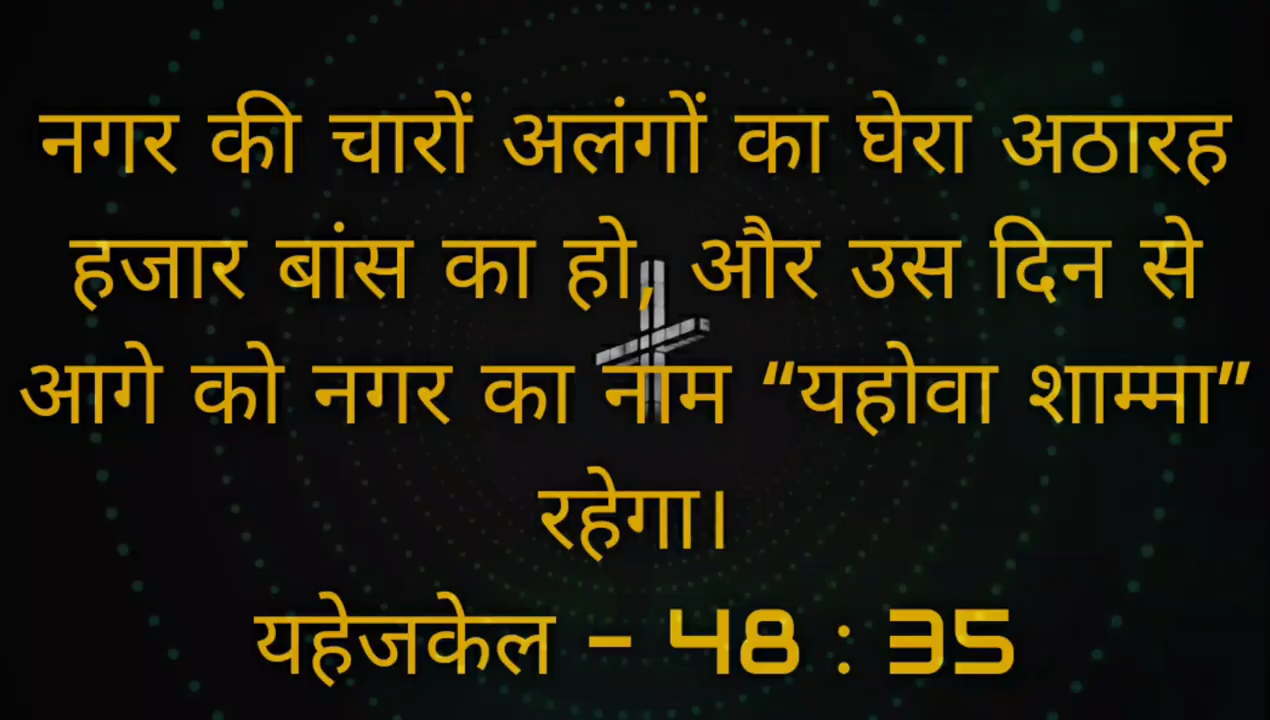 नगर की चारों अलंगों का घेरा अठारह
हजार बांस का हो, और उस दिन से
आगे को नगर का नाम “यहोवा शाम्मा”
रहेगा।
यहेजकेल - 48 : 35